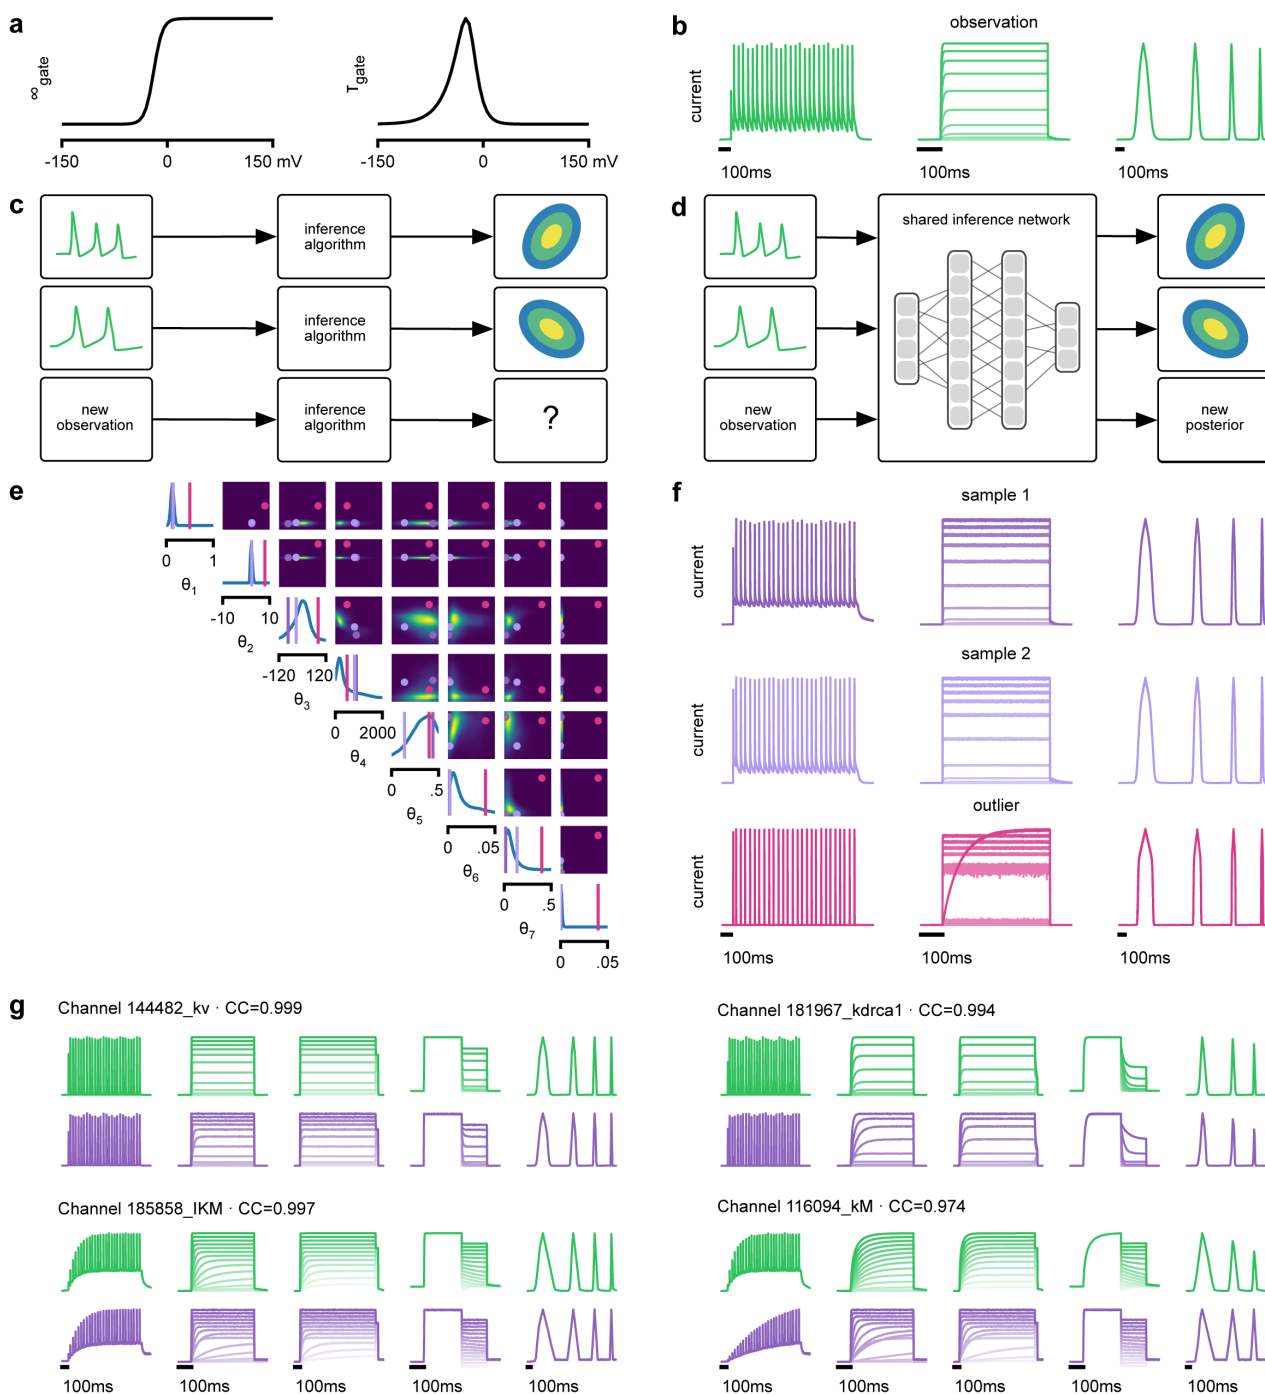 a
∞gate
-150
0
150 mV
τgate
-150
0
150 mV
b
observation
current
100ms
100ms
100ms
c
inference
algorithm
inference
algorithm
new
observation
inference
algorithm
?
d
shared inference network
new
observation
new
posterior
e
0
1
θ1
-10
10
θ2
-120
120
θ3
0
2000
θ4
0
.5
θ5
0
.05
θ6
0
.5
θ7
0
.05
f
sample 1
current
sample 2
current
outlier
current
100ms
100ms
100ms
g
Channel 144482_kv · CC=0.999
Channel 181967_kdrca1 · CC=0.994
Channel 185858_IKM · CC=0.997
Channel 116094_kM · CC=0.974
100ms
100ms
100ms
100ms
100ms
100ms
100ms
100ms
100ms
100ms